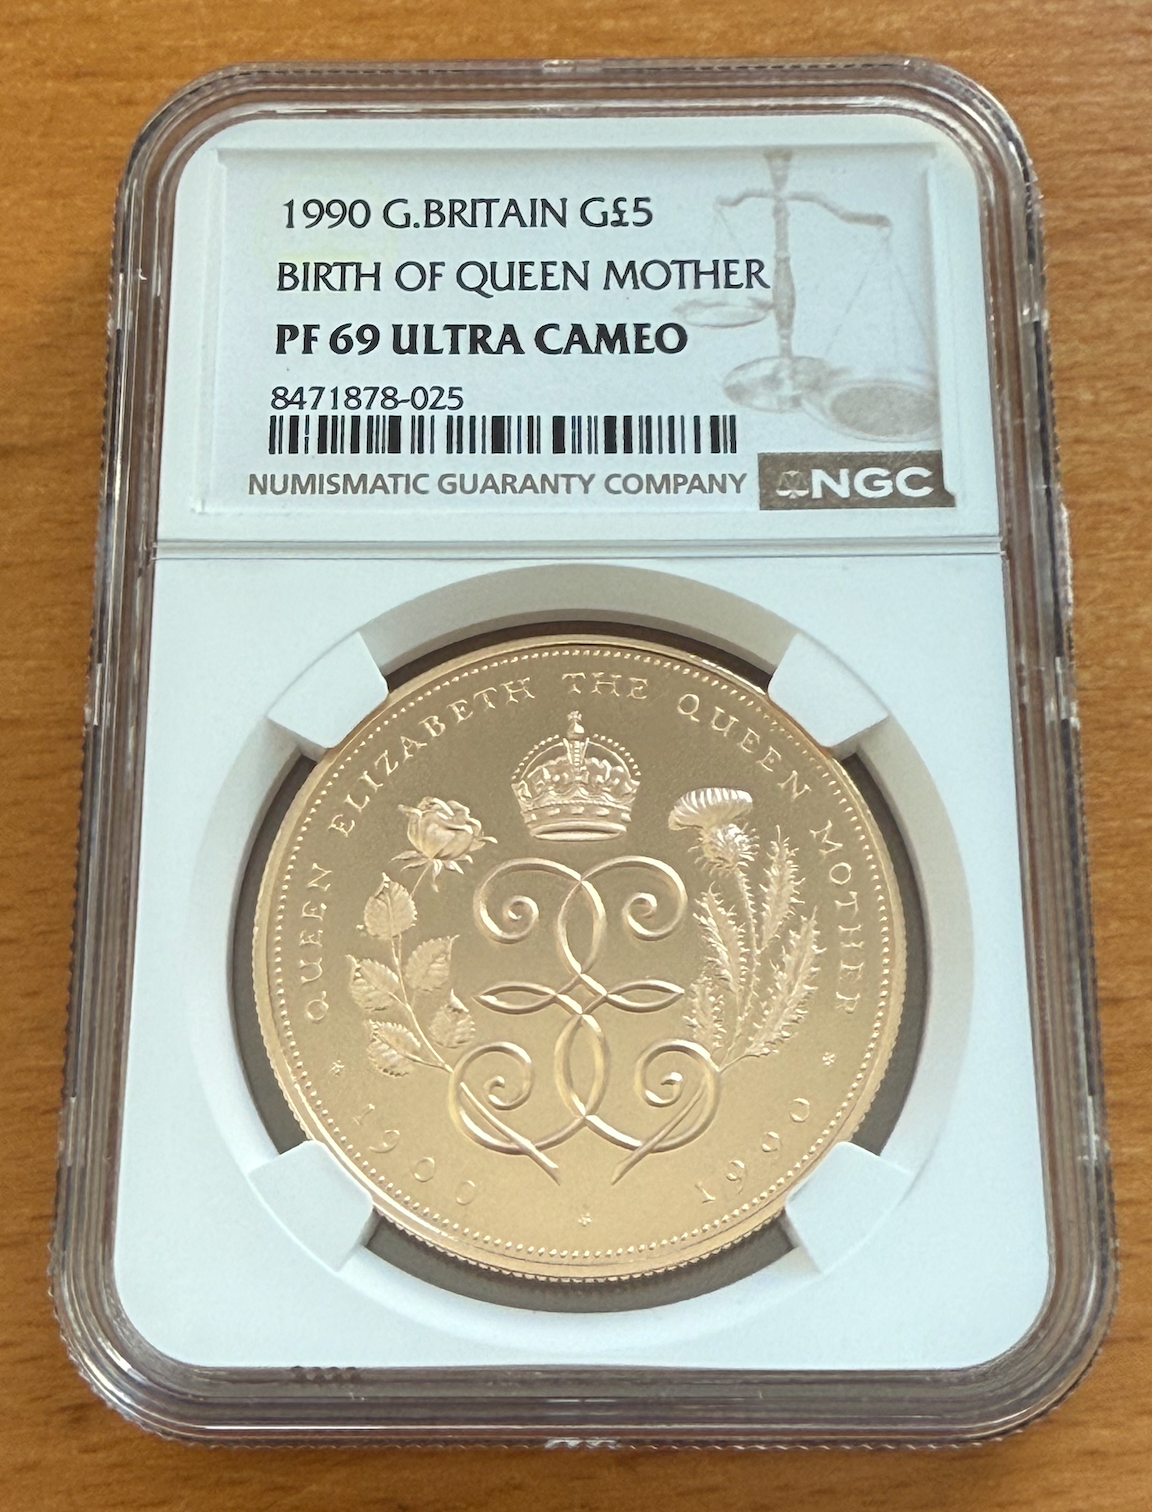 1990 G.BRITAIN G£5
BIRTH OF QUEEN MOTHER
PF 69 ULTRA CAMEO
8471878-025
NUMISMATIC GUARANTY COMPANY
NGC
QUEEN ELIZABETH THE QUEEN MOTHER
1900
1990